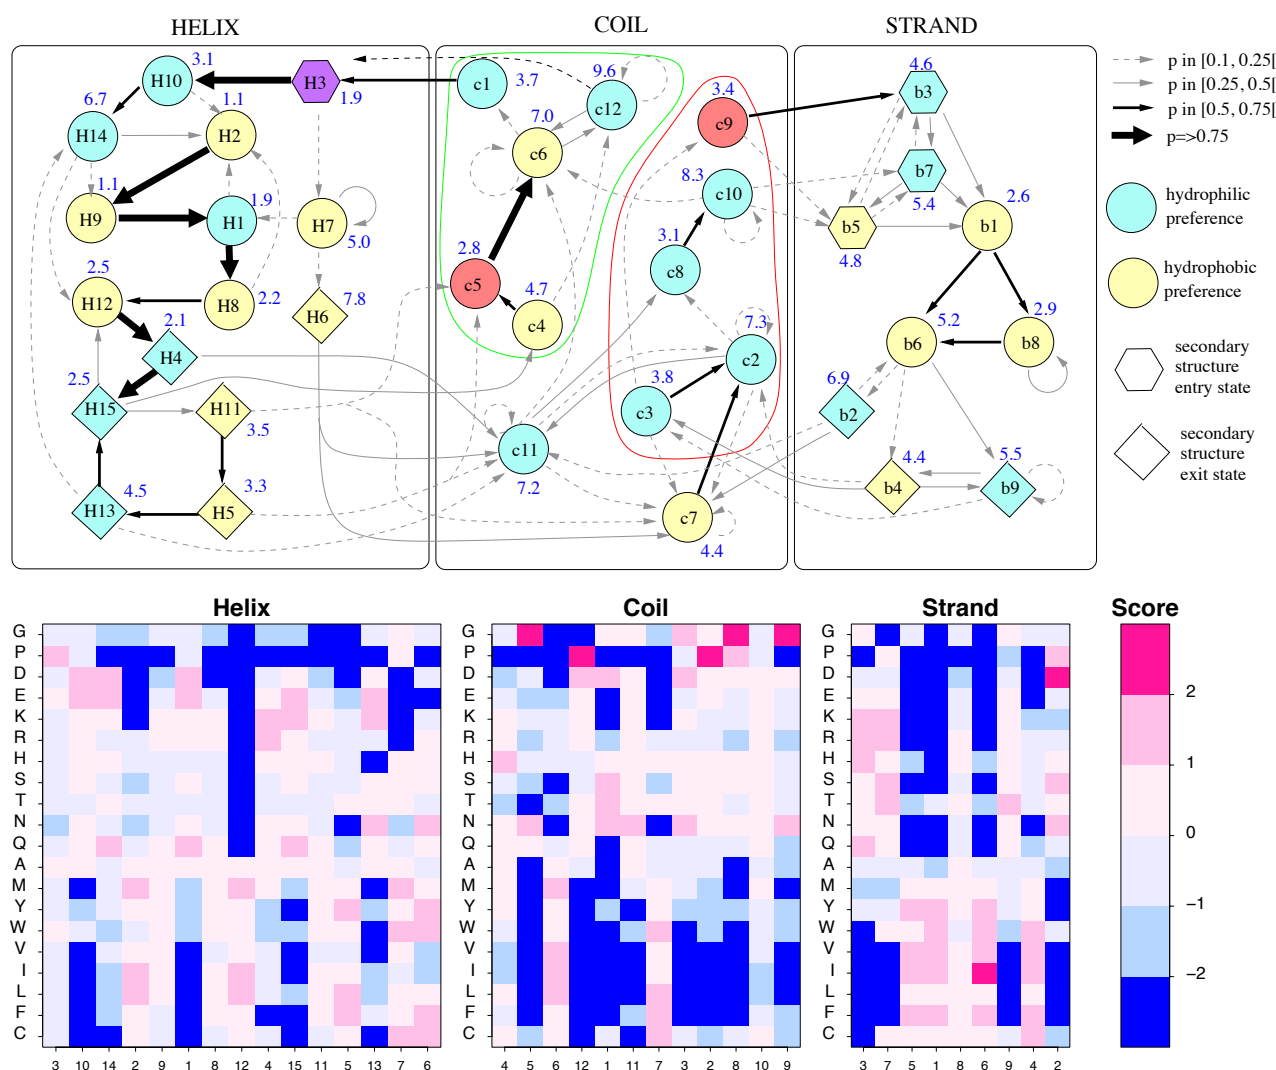 HELIX
COIL
STRAND
H10 3.1
H3 1.9
H14 6.7
H2 1.1
H9 1.1
H1 1.9
H7 5.0
H12 2.5
H8 2.2
H6 7.8
H4 2.1
H15 2.5
H11 3.5
H13 4.5
H5 3.3
c1 3.7
c12 9.6
c6 7.0
c5 2.8
c4 4.7
c9 3.4
c10 8.3
c8 3.1
c2 7.3
c3 3.8
c11 7.2
c7 4.4
b3 4.6
b7 5.4
b5 4.8
b1 2.6
b6 5.2
b8 2.9
b2 6.9
b4 4.4
b9 5.5
p in [0.1, 0.25[
p in [0.25, 0.5[
p in [0.5, 0.75[
p=>0.75
hydrophilic
preference
hydrophobic
preference
secondary
structure
entry state
secondary
structure
exit state
Helix
Coil
Strand
Score
G P D E K R H S T N Q A M Y W V I L F C
3 10 14 2 9 1 8 12 4 15 11 5 13 7 6
G P D E K R H S T N Q A M Y W V I L F C
4 5 6 12 1 11 7 3 2 8 10 9
G P D E K R H S T N Q A M Y W V I L F C
3 7 5 1 8 6 9 4 2
2
1
0
−1
−2